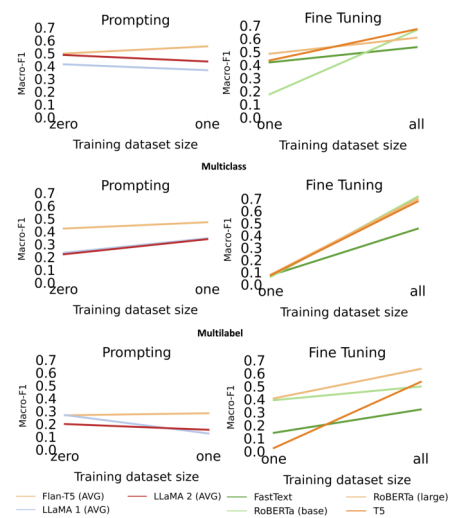 Prompting
Fine Tuning
Macro-F1
0.7
0.6
0.5
0.4
0.3
0.2
0.1
0.0
zero
one
Training dataset size
Macro-F1
0.7
0.6
0.5
0.4
0.3
0.2
0.1
0.0
one
all
Training dataset size
Multiclass
Prompting
Fine Tuning
Macro-F1
0.7
0.6
0.5
0.4
0.3
0.2
0.1
0.0
zero
one
Training dataset size
Macro-F1
0.7
0.6
0.5
0.4
0.3
0.2
0.1
0.0
one
all
Training dataset size
Multilabel
Prompting
Fine Tuning
Macro-F1
0.7
0.6
0.5
0.4
0.3
0.2
0.1
0.0
zero
one
Training dataset size
Macro-F1
0.7
0.6
0.5
0.4
0.3
0.2
0.1
0.0
one
all
Training dataset size
Flan-T5 (AVG)
LLaMA 2 (AVG)
FastText
RoBERTa (large)
LLaMA 1 (AVG)
RoBERTa (base)
T5